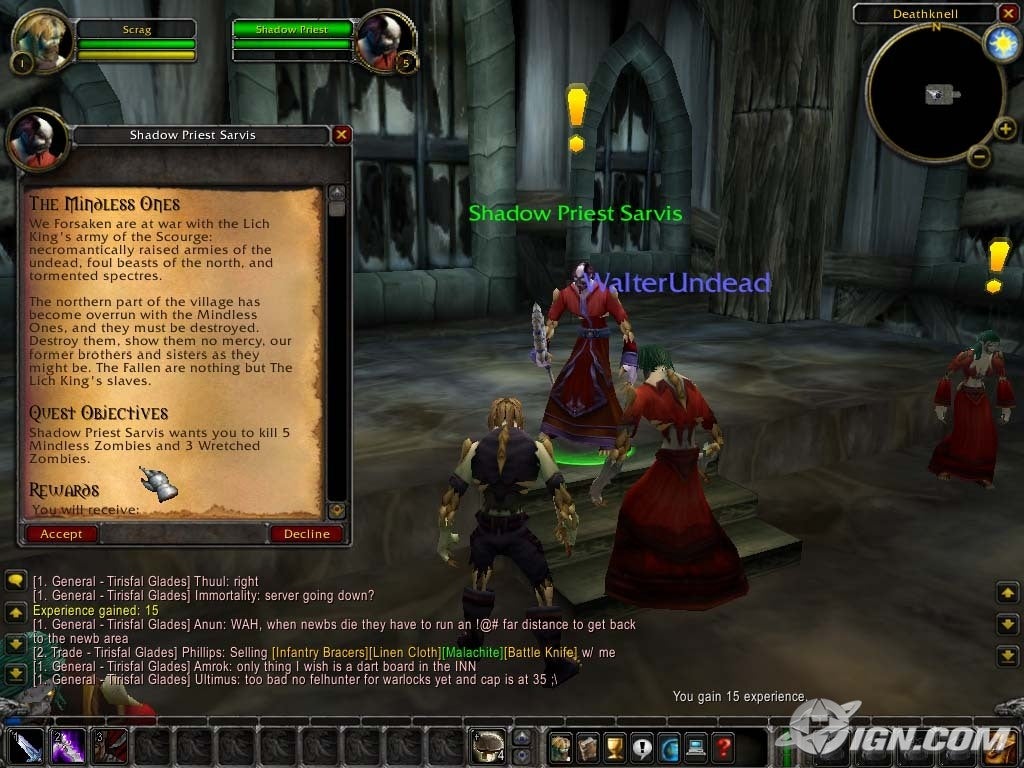 Scrag
1
Shadow Priest
5
Deathknell
N
Shadow Priest Sarvis
The Mindless Ones
We Forsaken are at war with the Lich
King's army of the Scourge:
necromantically raised armies of the
undead, foul beasts of the north, and
tormented spectres.
The northern part of the village has
become overrun with the Mindless
Ones, and they must be destroyed.
Destroy them, show them no mercy, our
former brothers and sisters as they
might be. The Fallen are nothing but The
Lich King's slaves.
Quest Objectives
Shadow Priest Sarvis wants you to kill 5
Mindless Zombies and 3 Wretched
Zombies.
Rewards
You will receive:
Accept
Decline
Shadow Priest Sarvis
WalterUndead
[1. General - Tirisfal Glades] Thuul: right
[1. General - Tirisfal Glades] Immortality: server going down?
Experience gained: 15
[1. General - Tirisfal Glades] Anun: WAH, when newbs die they have to run an !@# far distance to get back
to the newb area
[2. Trade - Tirisfal Glades] Phillips: Selling [Infantry Bracers][Linen Cloth][Malachite][Battle Knife] w/ me
[1. General - Tirisfal Glades] Amrok: only thing I wish is a dart board in the INN
[1. General - Tirisfal Glades] Ultimus: too bad no felhunter for warlocks yet and cap is at 35 ;\
You gain 15 experience.
1
2
3
4
IGN.COM